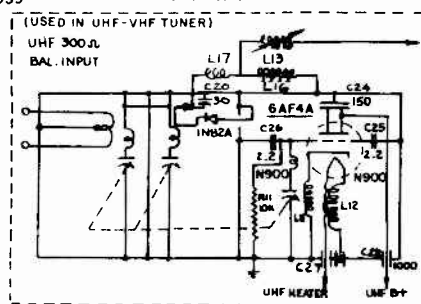 (USED IN UHF-VHF TUNER)
UHF 300Ω
BAL. INPUT
L17
L13
L16
C20
30
1N82A
6AF4A
C24
150
C26
2.2
N900
C25
2.2
N900
R11
10K
L12
C27
1000
UHF HEATER
UHF B+